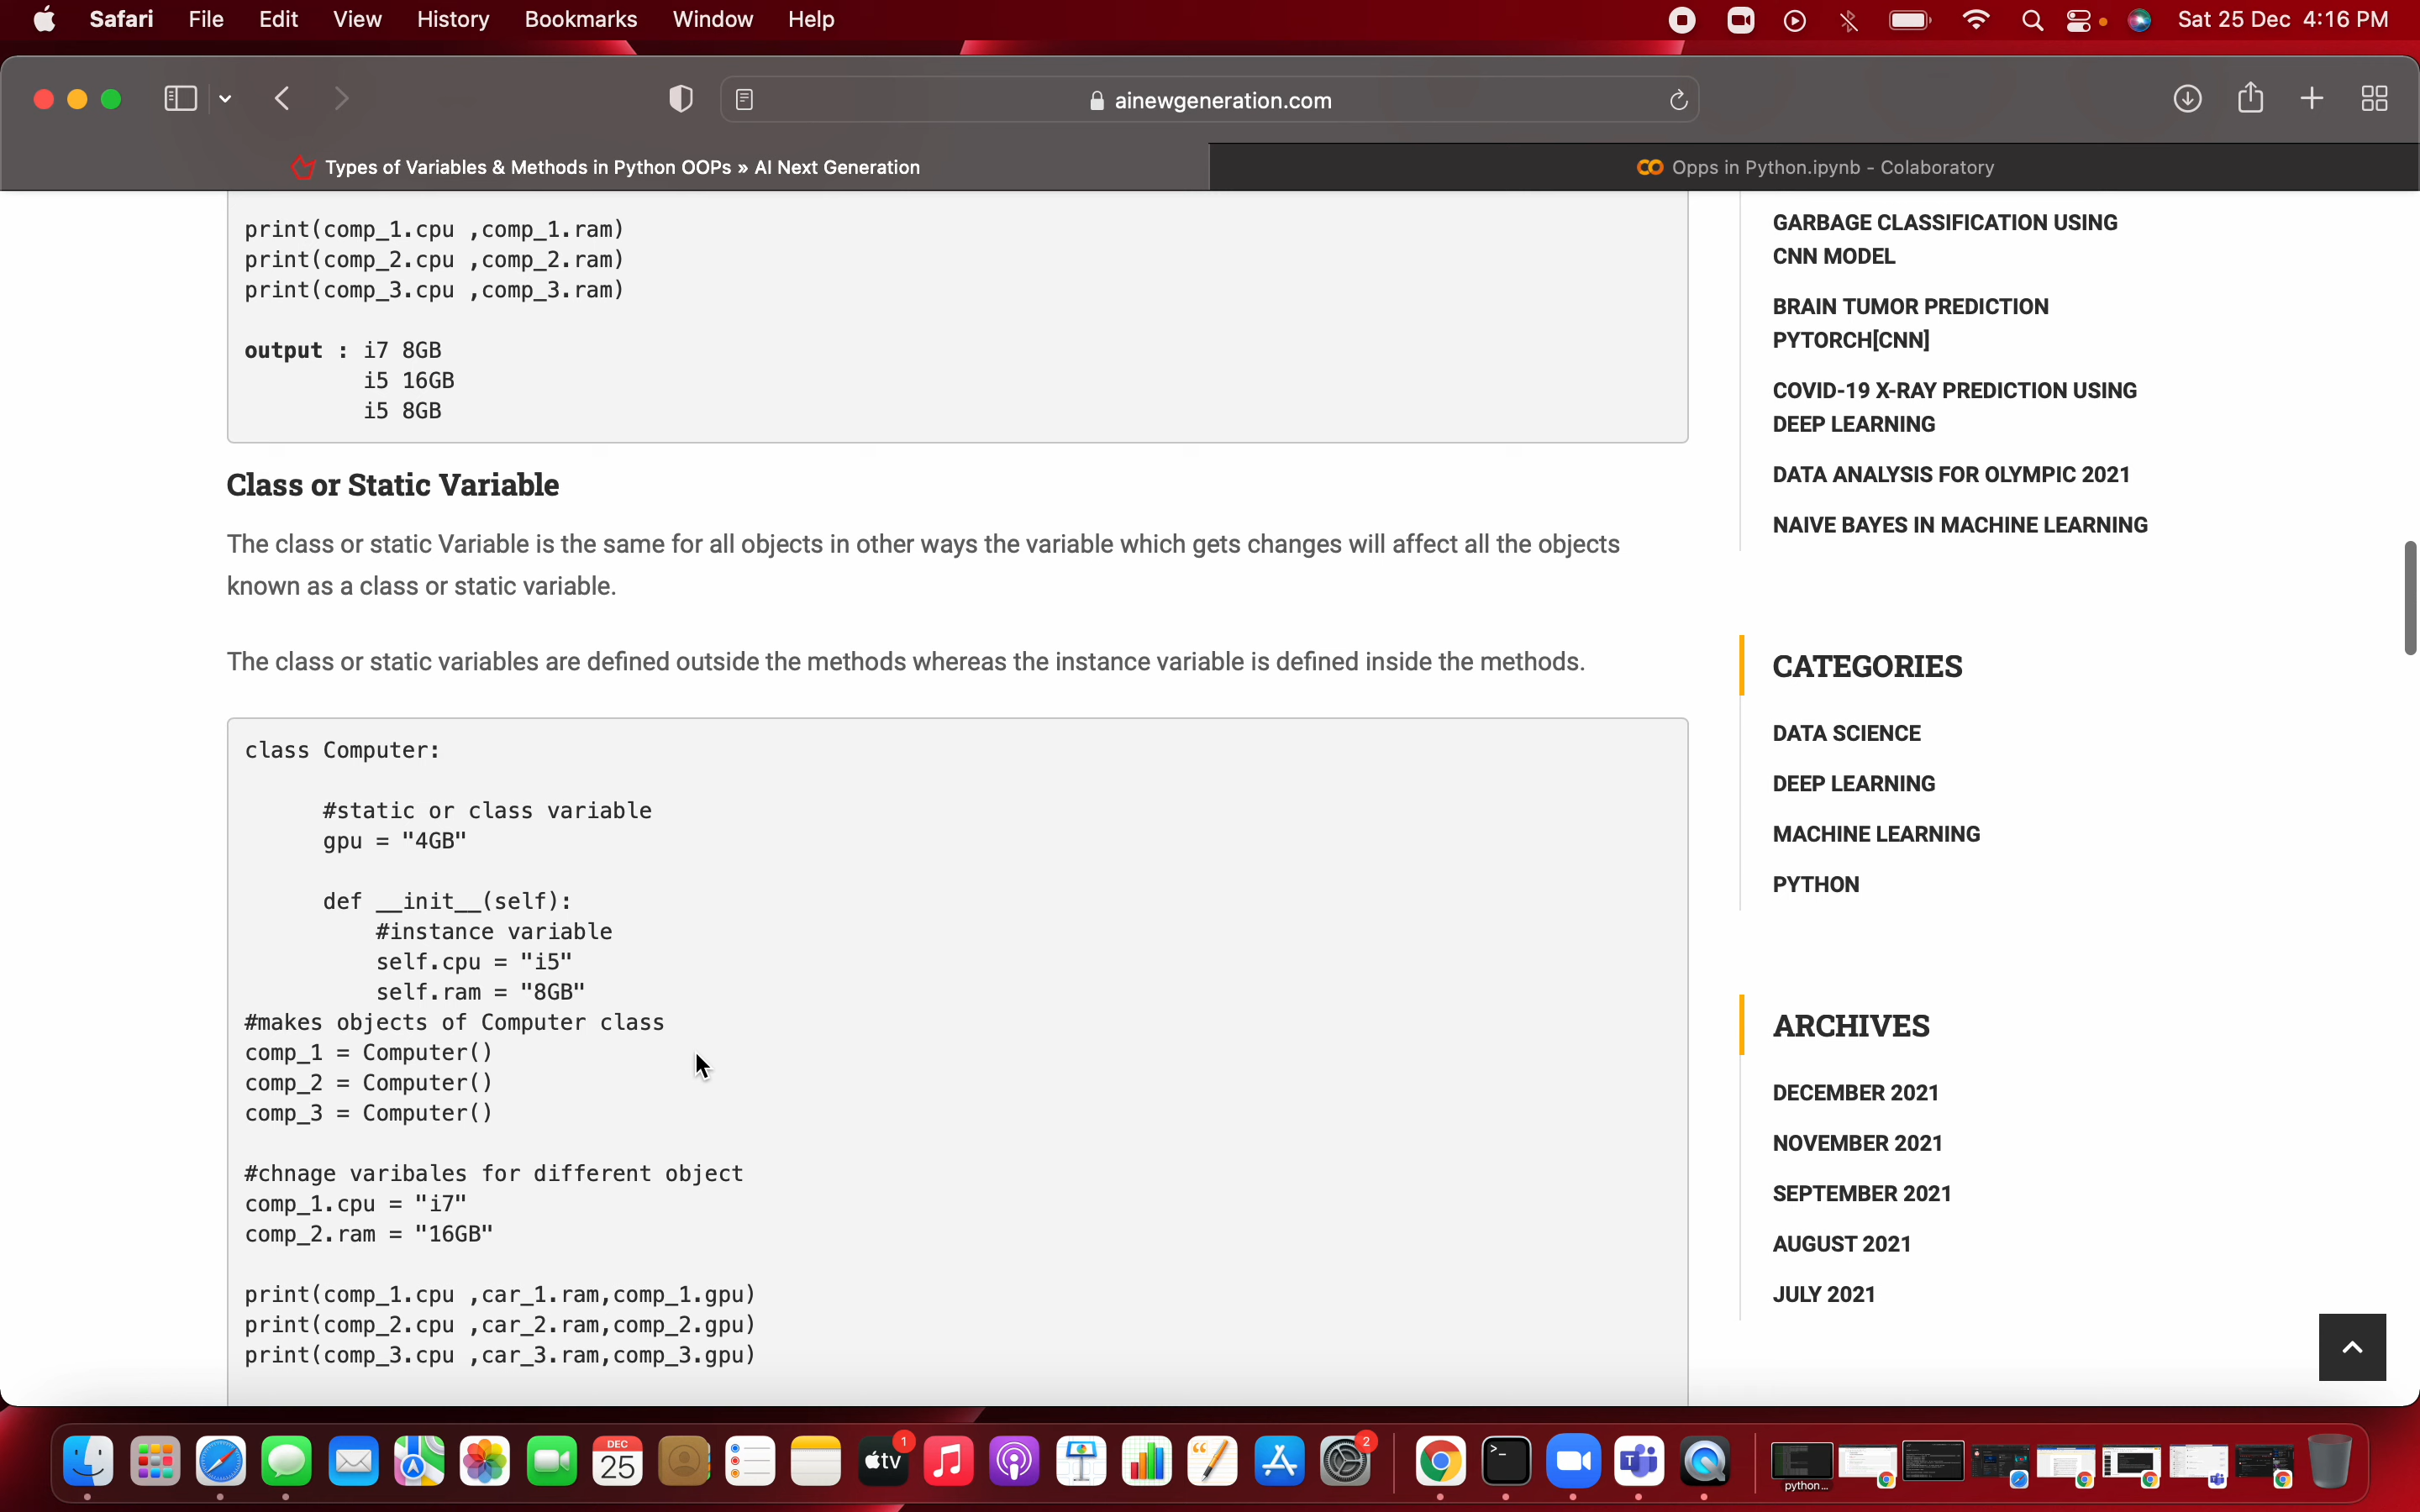 Safari File Edit View History Bookmarks Window Help Sat 25 Dec 4:16 PM
ainewgeneration.com
Types of Variables & Methods in Python OOPs » AI Next Generation
Opps in Python.ipynb - Colaboratory
print(comp_1.cpu ,comp_1.ram)
print(comp_2.cpu ,comp_2.ram)
print(comp_3.cpu ,comp_3.ram)
output : i7 8GB
i5 16GB
i5 8GB
Class or Static Variable
The class or static Variable is the same for all objects in other ways the variable which gets changes will affect all the objects
known as a class or static variable.
The class or static variables are defined outside the methods whereas the instance variable is defined inside the methods.
class Computer:
#static or class variable
gpu = "4GB"
def __init__(self):
#instance variable
self.cpu = "i5"
self.ram = "8GB"
#makes objects of Computer class
comp_1 = Computer()
comp_2 = Computer()
comp_3 = Computer()
#chnage varibales for different object
comp_1.cpu = "i7"
comp_2.ram = "16GB"
print(comp_1.cpu ,car_1.ram,comp_1.gpu)
print(comp_2.cpu ,car_2.ram,comp_2.gpu)
print(comp_3.cpu ,car_3.ram,comp_3.gpu)
GARBAGE CLASSIFICATION USING
CNN MODEL
BRAIN TUMOR PREDICTION
PYTORCH[CNN]
COVID-19 X-RAY PREDICTION USING
DEEP LEARNING
DATA ANALYSIS FOR OLYMPIC 2021
NAIVE BAYES IN MACHINE LEARNING
CATEGORIES
DATA SCIENCE
DEEP LEARNING
MACHINE LEARNING
PYTHON
ARCHIVES
DECEMBER 2021
NOVEMBER 2021
SEPTEMBER 2021
AUGUST 2021
JULY 2021
DEC
25
tv
1
2
python...